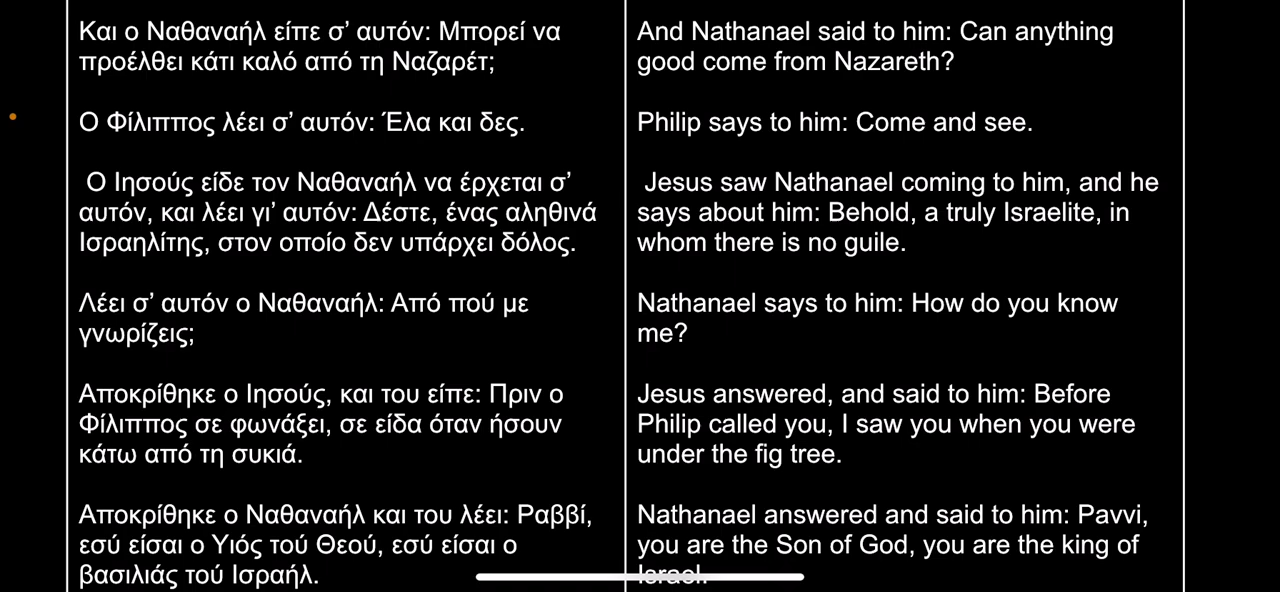 Και ο Ναθαναήλ είπε σ’ αυτόν: Μπορεί να
προέλθει κάτι καλό από τη Ναζαρέτ;
Ο Φίλιππος λέει σ’ αυτόν: Έλα και δες.
Ο Ιησούς είδε τον Ναθαναήλ να έρχεται σ’
αυτόν, και λέει γι’ αυτόν: Δέστε, ένας αληθινά
Ισραηλίτης, στον οποίο δεν υπάρχει δόλος.
Λέει σ’ αυτόν ο Ναθαναήλ: Από πού με
γνωρίζεις;
Αποκρίθηκε ο Ιησούς, και του είπε: Πριν ο
Φίλιππος σε φωνάξει, σε είδα όταν ήσουν
κάτω από τη συκιά.
Αποκρίθηκε ο Ναθαναήλ και του λέει: Ραββί,
εσύ είσαι ο Υιός τού Θεού, εσύ είσαι ο
βασιλιάς τού Ισραήλ.
And Nathanael said to him: Can anything
good come from Nazareth?
Philip says to him: Come and see.
Jesus saw Nathanael coming to him, and he
says about him: Behold, a truly Israelite, in
whom there is no guile.
Nathanael says to him: How do you know
me?
Jesus answered, and said to him: Before
Philip called you, I saw you when you were
under the fig tree.
Nathanael answered and said to him: Pavvi,
you are the Son of God, you are the king of
Israel.